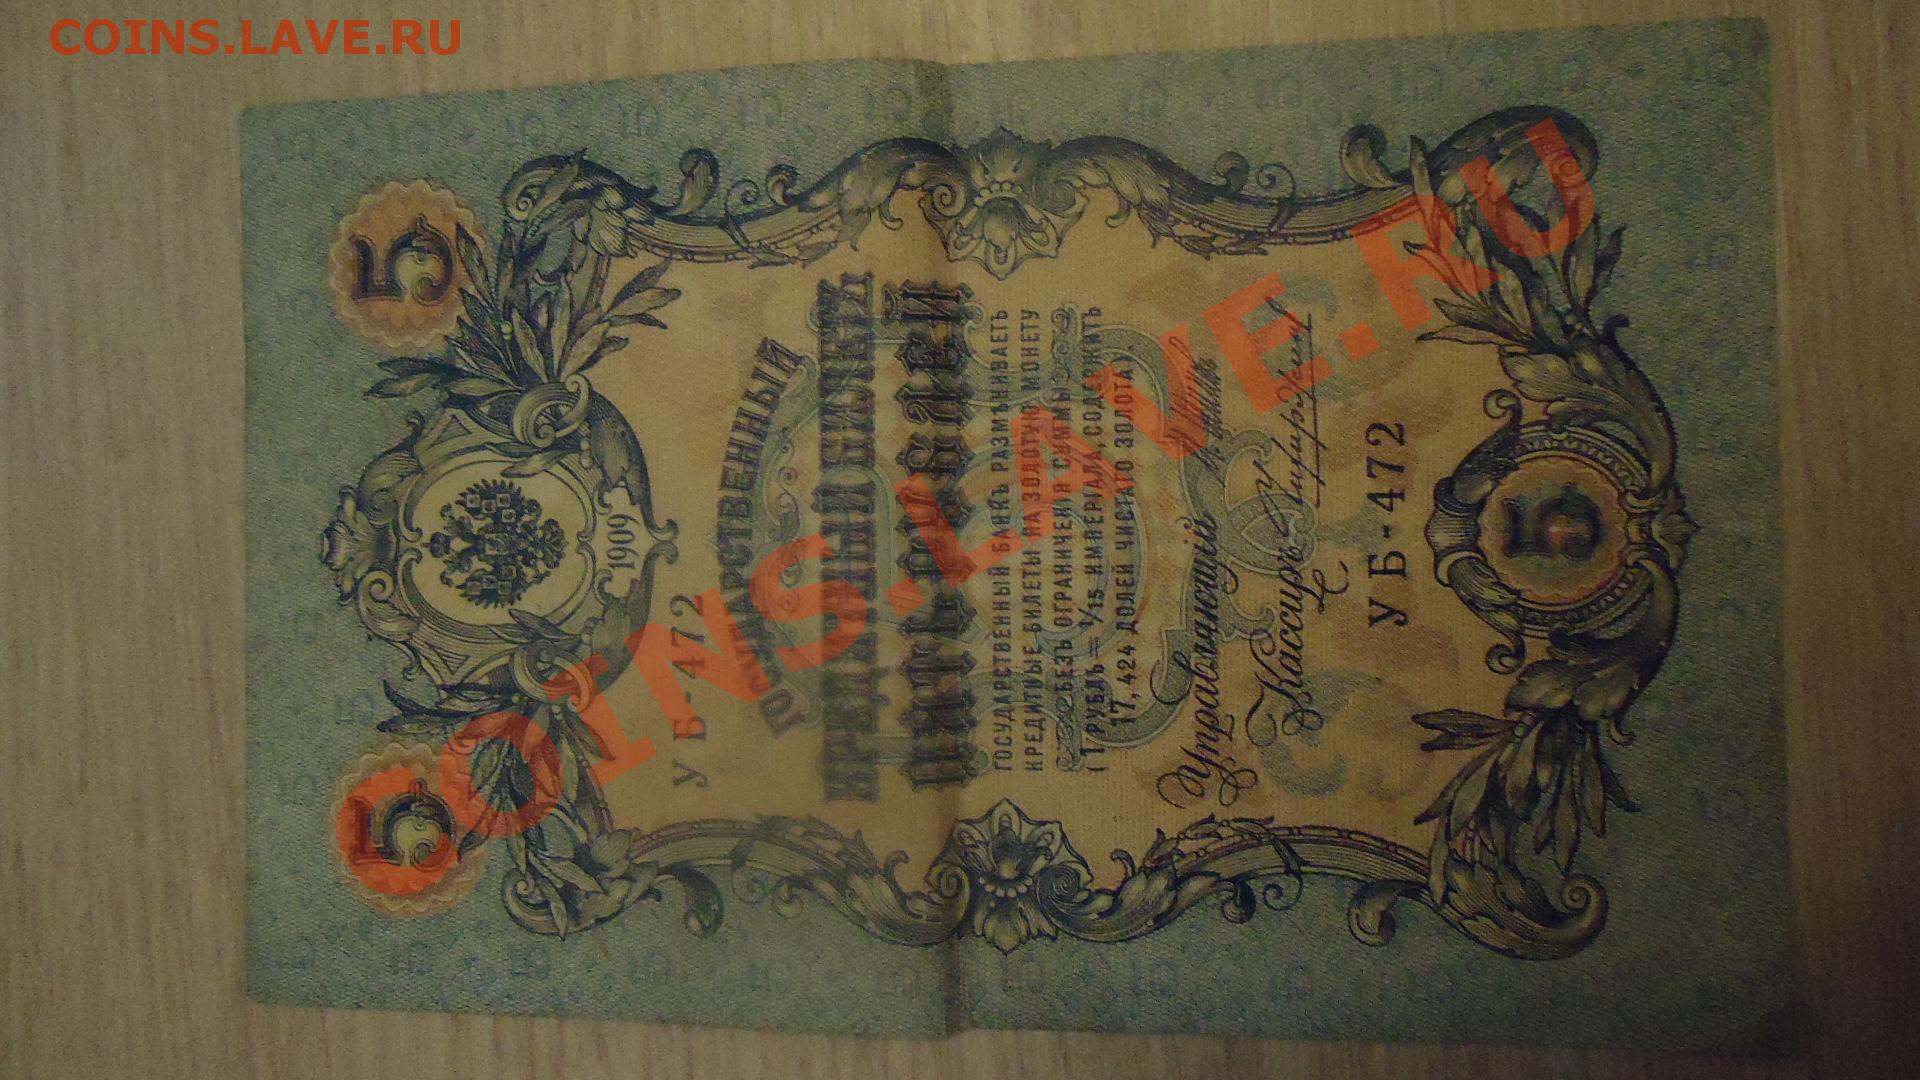 COINS.LAVE.RU
5 5
1909
УБ-472
ГОСУДАРСТВЕННЫЙ
КРЕДИТНЫЙ БИЛЕТЪ
ПЯТЬ РУБЛЕЙ
ГОСУДАРСТВЕННЫЙ БАНКЪ РАЗМѢНИВАЕТЪ
КРЕДИТНЫЕ БИЛЕТЫ НА ЗОЛОТУЮ МОНЕТУ
БЕЗЪ ОГРАНИЧЕНІЯ СУММЫ
(1 РУБЛЬ = 1/15 ИМПЕРІАЛА, СОДЕРЖИТЪ
17,424 ДОЛЕЙ ЧИСТАГО ЗОЛОТА).
Управляющій
Кассиръ
УБ-472
5
COINS.LAVE.RU